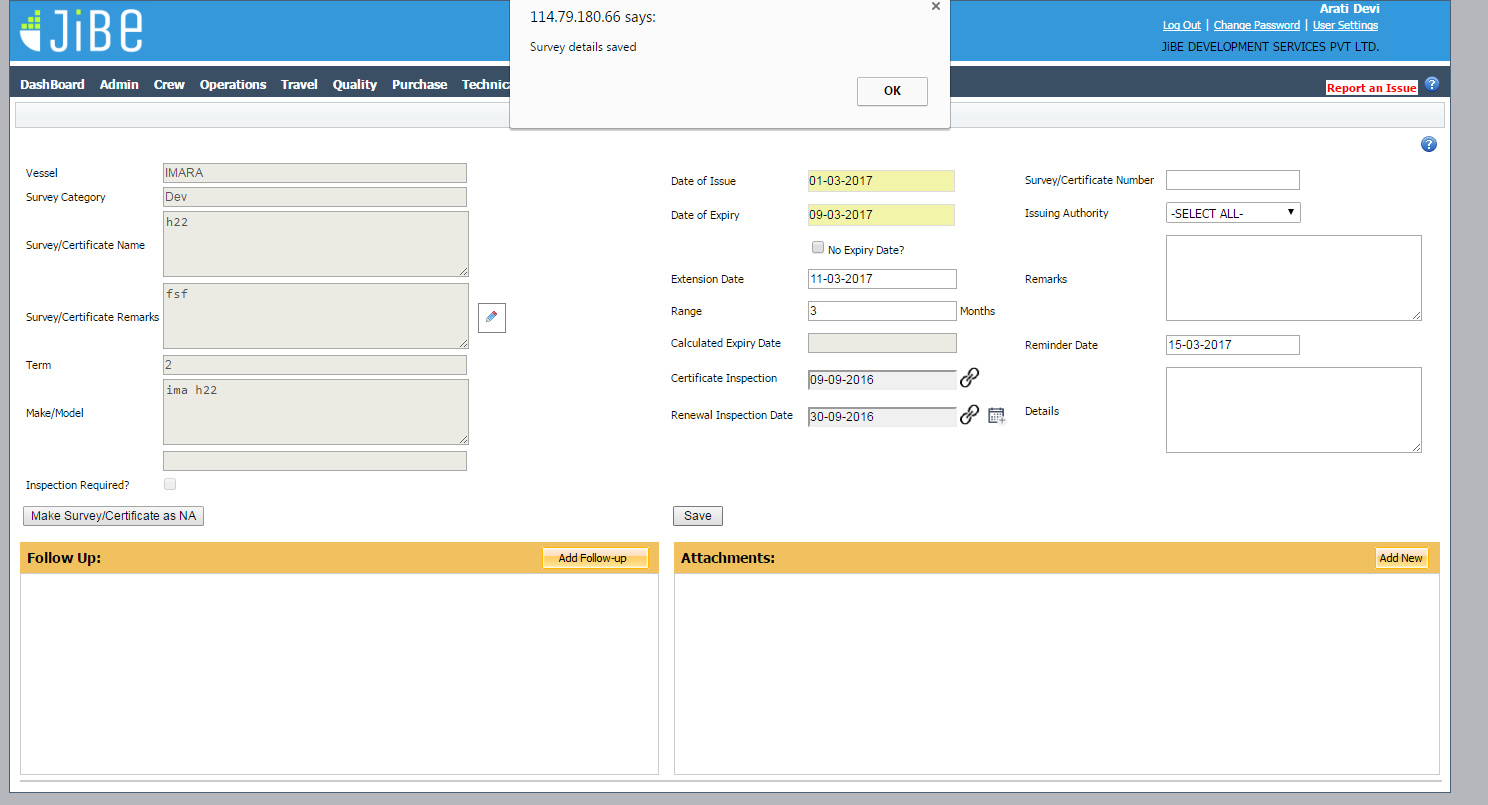 JiBE
114.79.180.66 says:
Survey details saved
OK
Arati Devi
Log Out | Change Password | User Settings
JiBE DEVELOPMENT SERVICES PVT LTD.
DashBoard Admin Crew Operations Travel Quality Purchase
Report an Issue ?
?
Vessel IMARA
Survey Category Dev
Survey/Certificate Name h22
Survey/Certificate Remarks fsf
Term 2
Make/Model ima h22
Inspection Required?
Make Survey/Certificate as NA
Date of Issue 01-03-2017
Date of Expiry 09-03-2017
No Expiry Date?
Extension Date 11-03-2017
Range 3 Months
Calculated Expiry Date
Certificate Inspection 09-09-2016
Renewal Inspection Date 30-09-2016
Save
Survey/Certificate Number
Issuing Authority -SELECT ALL-
Remarks
Reminder Date 15-03-2017
Details
Follow Up: Add Follow-up
Attachments: Add New